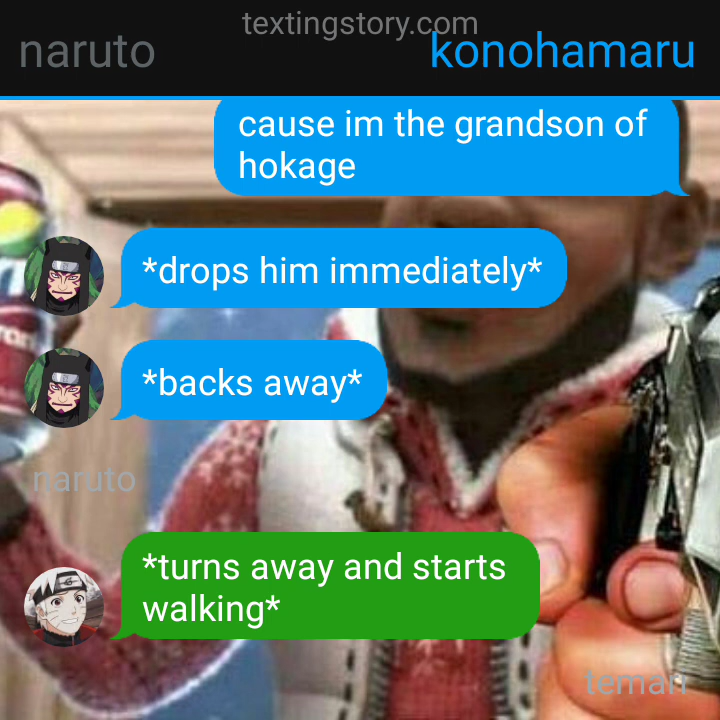 textingstory.com
naruto
konohamaru
cause im the grandson of
hokage
*drops him immediately*
*backs away*
naruto
*turns away and starts
walking*
temari